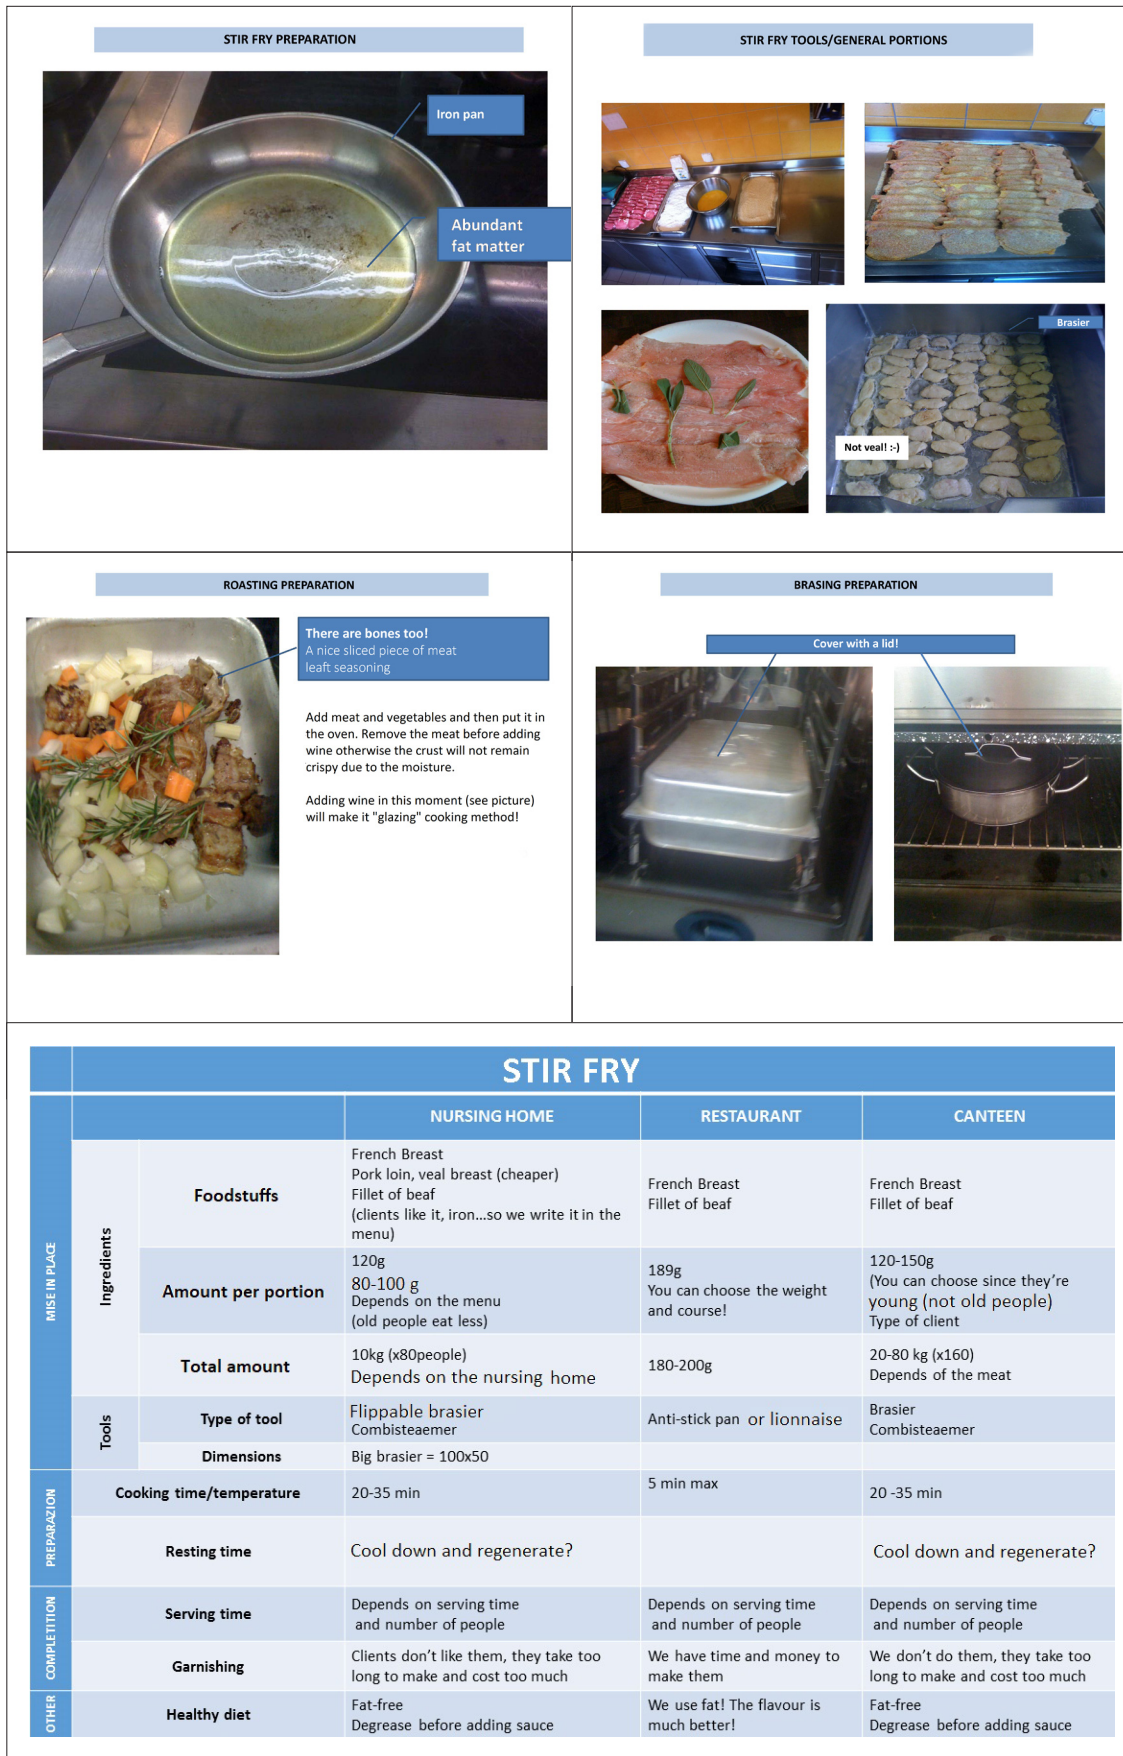 STIR FRY PREPARATION
Iron pan
Abundant
fat matter
STIR FRY TOOLS/GENERAL PORTIONS
Brasier
Not veal! :-)
ROASTING PREPARATION
There are bones too!
A nice sliced piece of meat
leaft seasoning
Add meat and vegetables and then put it in
the oven. Remove the meat before adding
wine otherwise the crust will not remain
crispy due to the moisture.
Adding wine in this moment (see picture)
will make it "glazing" cooking method!
BRASING PREPARATION
Cover with a lid!
STIR FRY
NURSING HOME
RESTAURANT
CANTEEN
MISE IN PLACE
Ingredients
Foodstuffs
French Breast
Pork loin, veal breast (cheaper)
Fillet of beaf
(clients like it, iron...so we write it in the
menu)
French Breast
Fillet of beaf
French Breast
Fillet of beaf
Amount per portion
120g
80-100 g
Depends on the menu
(old people eat less)
189g
You can choose the weight
and course!
120-150g
(You can choose since they're
young (not old people)
Type of client
Total amount
10kg (x80people)
Depends on the nursing home
180-200g
20-80 kg (x160)
Depends of the meat
Tools
Type of tool
Flippable brasier
Combisteaemer
Anti-stick pan or lionnaise
Brasier
Combisteaemer
Dimensions
Big brasier = 100x50
PREPARAZION
Cooking time/temperature
20-35 min
5 min max
20 -35 min
Resting time
Cool down and regenerate?
Cool down and regenerate?
COMPLETITION
Serving time
Depends on serving time
and number of people
Depends on serving time
and number of people
Depends on serving time
and number of people
Garnishing
Clients don't like them, they take too
long to make and cost too much
We have time and money to
make them
We don't do them, they take too
long to make and cost too much
OTHER
Healthy diet
Fat-free
Degrease before adding sauce
We use fat! The flavour is
much better!
Fat-free
Degrease before adding sauce